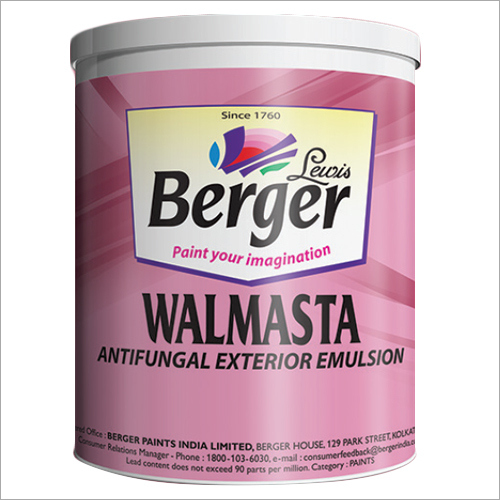 Since 1760
Lewis
Berger
Paint your imagination
WALMASTA
ANTIFUNGAL EXTERIOR EMULSION
Office : BERGER PAINTS INDIA LIMITED, BERGER HOUSE, 129 PARK STREET,
Consumer Relations Manager - Phone : 1800-103-6030, e-mail : consumerfeedback@bergerindia.
Lead content does not exceed 90 parts per million. Category : PAINTS